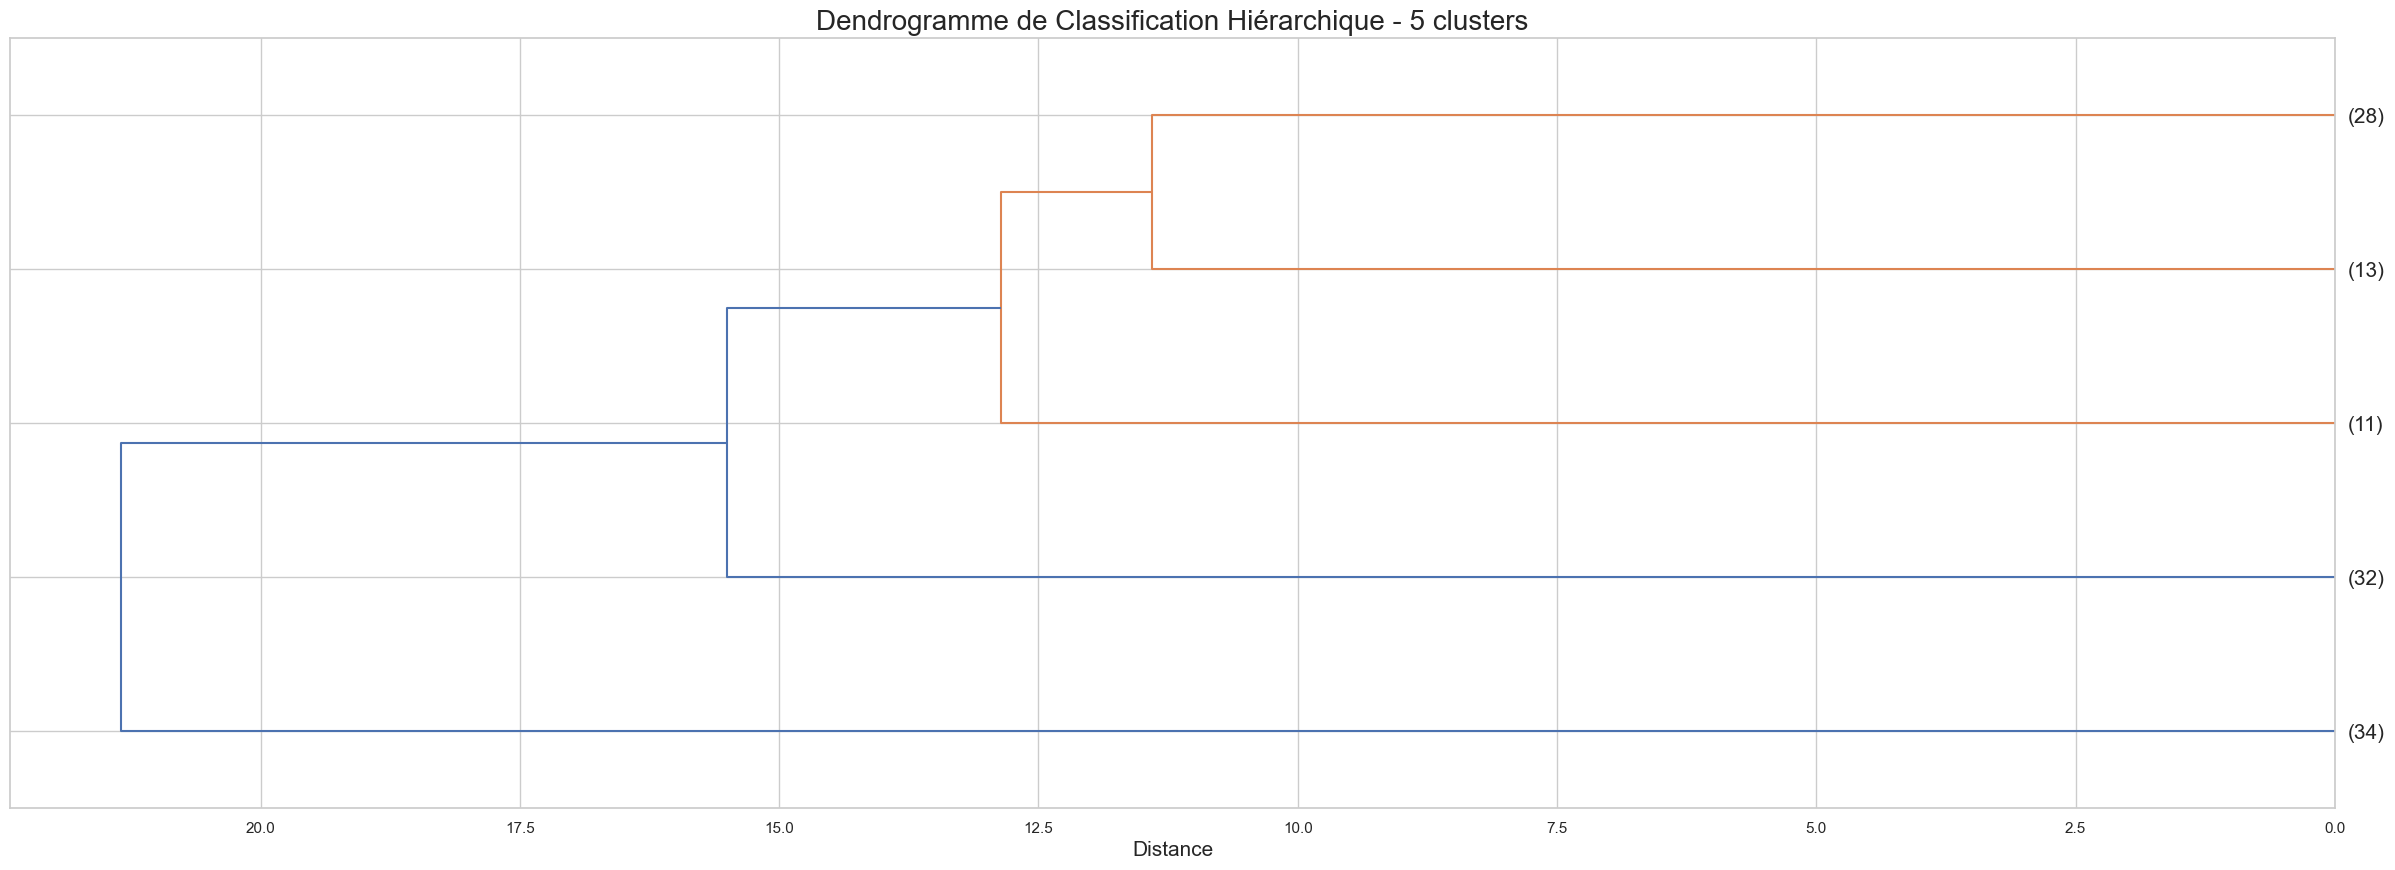 Dendrogramme de Classification Hiérarchique - 5 clusters
(28)
(13)
(11)
(32)
(34)
20.0 17.5 15.0 12.5 10.0 7.5 5.0 2.5 0.0
Distance